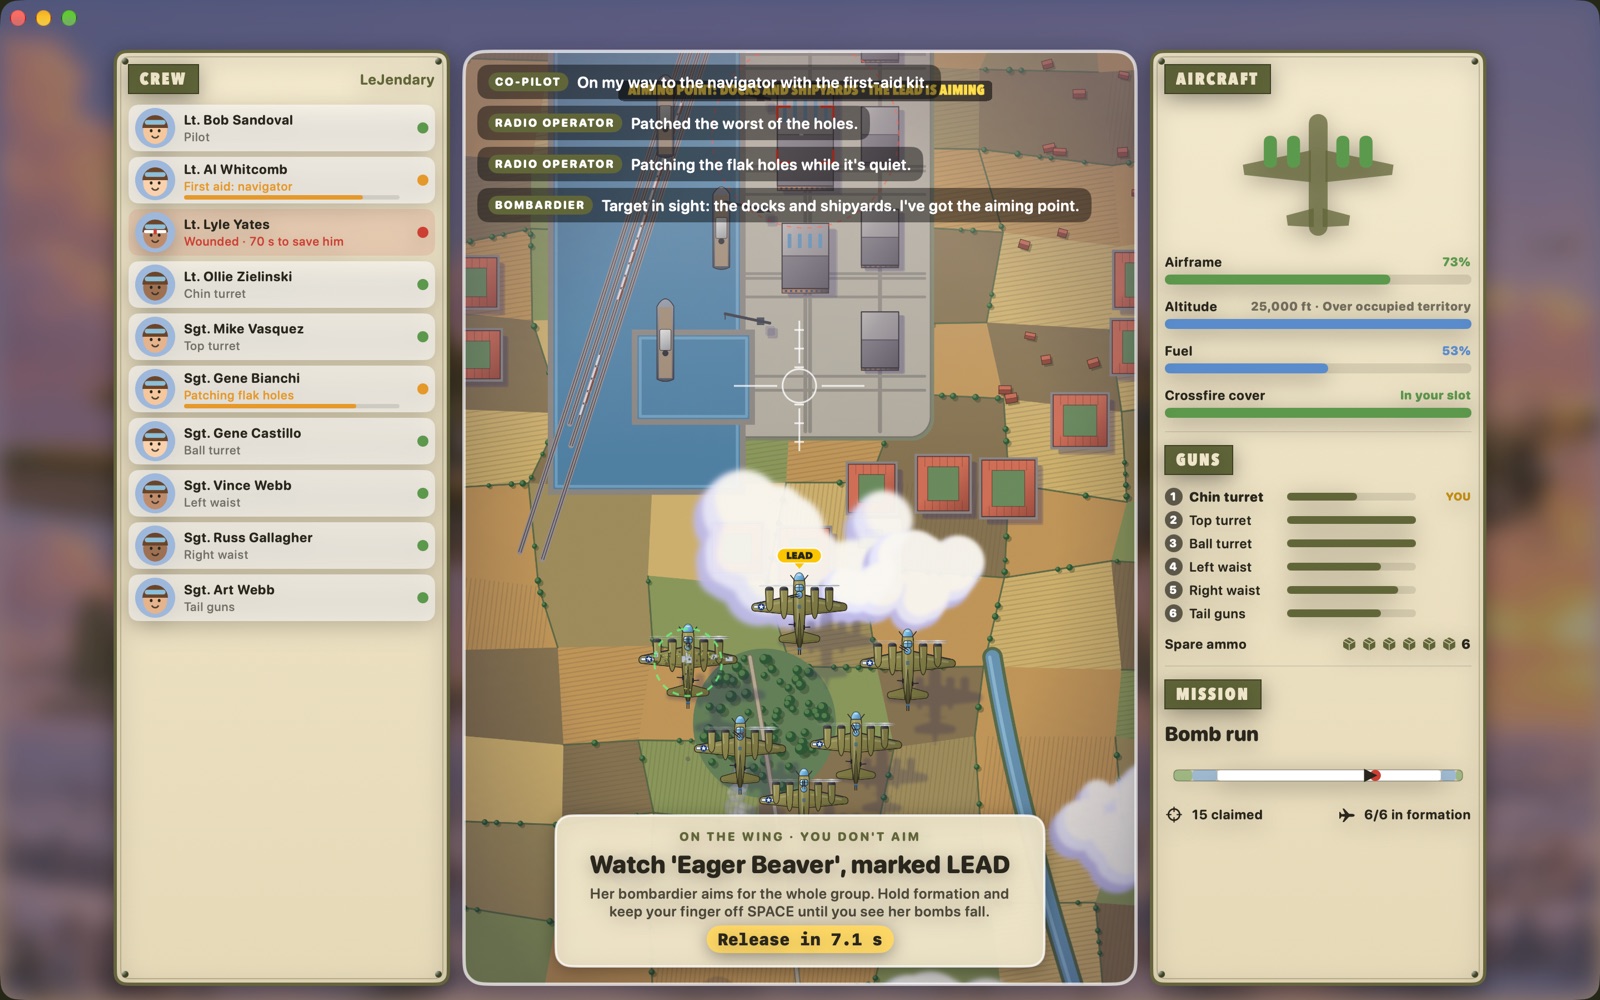 CREW
LeJendary
Lt. Bob Sandoval
Pilot
Lt. Al Whitcomb
First aid: navigator
Lt. Lyle Yates
Wounded · 70 s to save him
Lt. Ollie Zielinski
Chin turret
Sgt. Mike Vasquez
Top turret
Sgt. Gene Bianchi
Patching flak holes
Sgt. Gene Castillo
Ball turret
Sgt. Vince Webb
Left waist
Sgt. Russ Gallagher
Right waist
Sgt. Art Webb
Tail guns
CO-PILOT On my way to the navigator with the first-aid kit.
AIMING POINT: DOCKS AND SHIPYARDS · THE LEAD IS AIMING
RADIO OPERATOR Patched the worst of the holes.
RADIO OPERATOR Patching the flak holes while it's quiet.
BOMBARDIER Target in sight: the docks and shipyards. I've got the aiming point.
LEAD
ON THE WING · YOU DON'T AIM
Watch 'Eager Beaver', marked LEAD
Her bombardier aims for the whole group. Hold formation and
keep your finger off SPACE until you see her bombs fall.
Release in 7.1 s
AIRCRAFT
Airframe 73%
Altitude 25,000 ft · Over occupied territory
Fuel 53%
Crossfire cover In your slot
GUNS
1 Chin turret YOU
2 Top turret
3 Ball turret
4 Left waist
5 Right waist
6 Tail guns
Spare ammo 6
MISSION
Bomb run
15 claimed 6/6 in formation